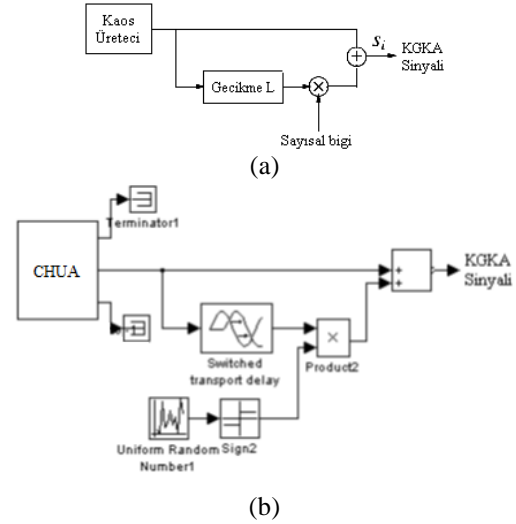 Kaos
Üreteci
Gecikme L
S_i
KGKA
Sinyali
Sayısal bigi
(a)
Terminator1
CHUA
KGKA
Sinyali
Switched
transport delay
Product2
Uniform Random
Number1
Sign2
(b)